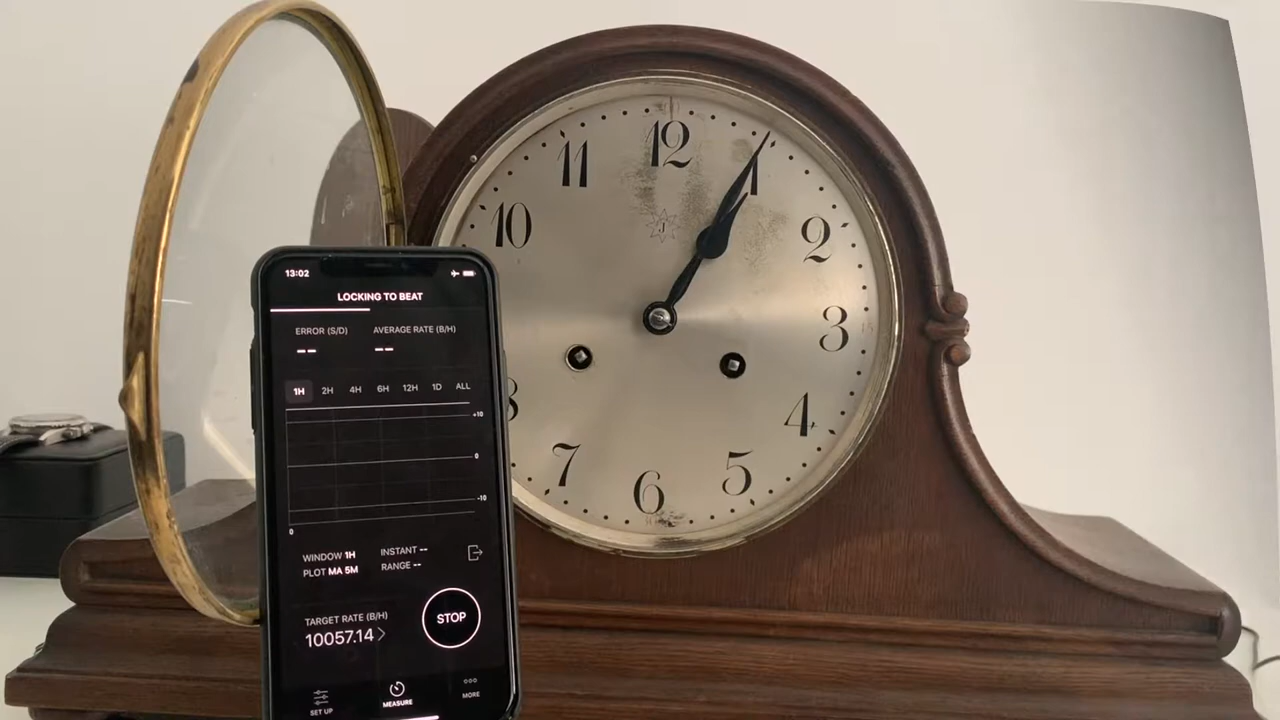 13:02
LOCKING TO BEAT
ERROR (S/D) AVERAGE RATE (B/H)
-- --
1H 2H 4H 6H 12H 1D ALL
+10
0
-10
0
WINDOW 1H INSTANT --
PLOT MA 5M RANGE --
TARGET RATE (B/H)
10057.14 >
STOP
SET UP MEASURE MORE
12
11 1
10 2
J
3
8 4
7 5
6